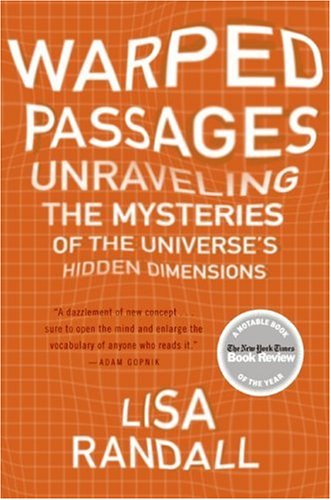 WARPED
PASSAGES
UNRAVELING
THE MYSTERIES
OF THE UNIVERSE'S
HIDDEN DIMENSIONS
"A dazzlement of new concept . . .
sure to open the mind and enlarge the
vocabulary of anyone who reads it."
—ADAM GOPNIK
A NOTABLE BOOK
The New York Times
Book Review
OF THE YEAR
LISA
RANDALL